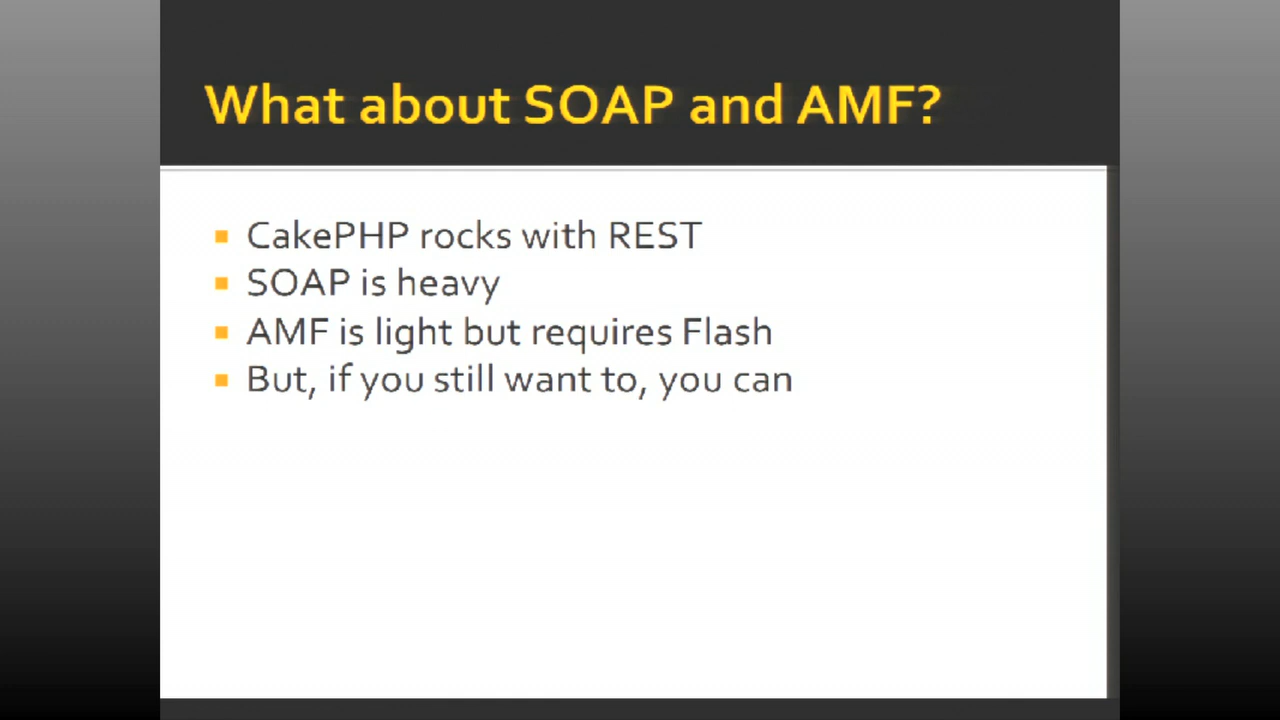 What about SOAP and AMF?
CakePHP rocks with REST
SOAP is heavy
AMF is light but requires Flash
But, if you still want to, you can